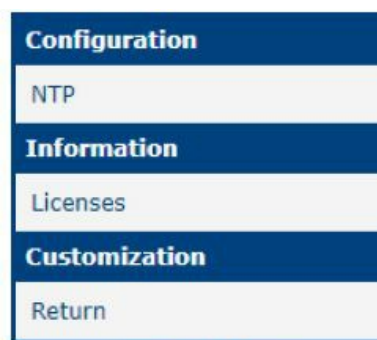 Configuration
NTP
Information
Licenses
Customization
Return